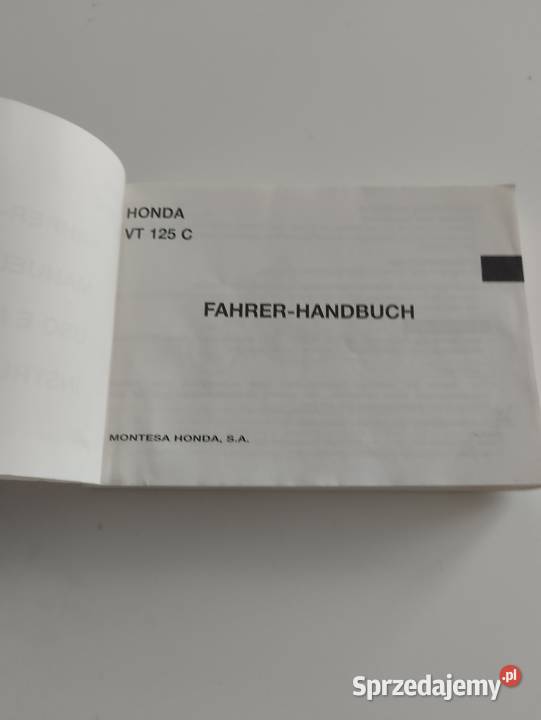 HONDA
VT 125 C
FAHRER-HANDBUCH
MONTESA HONDA, S.A.
Sprzedajemy.pl